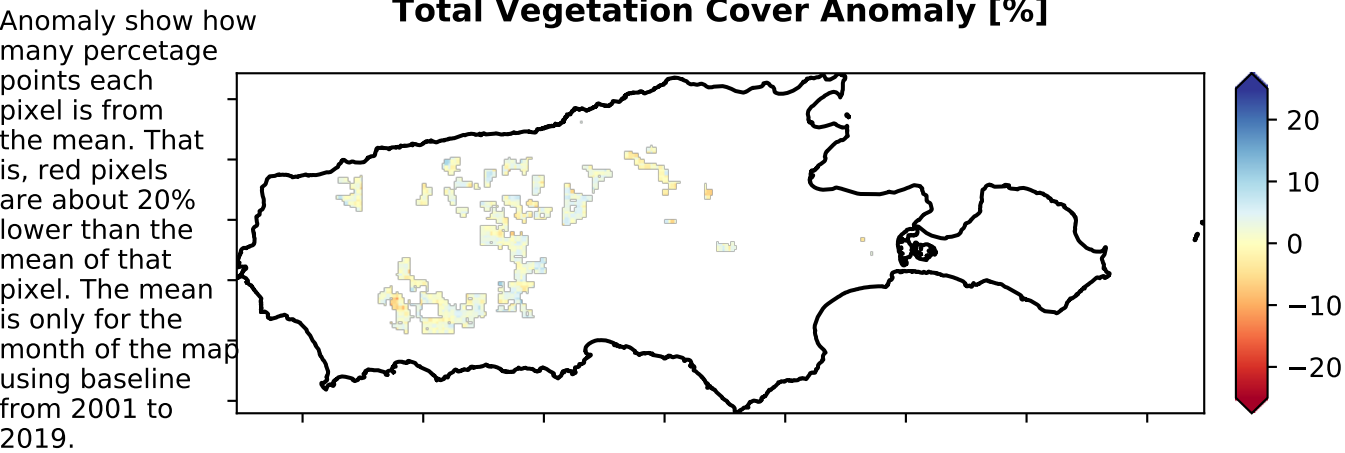 Total Vegetation Cover Anomaly [%]
Anomaly show how
many percetage
points each
pixel is from
the mean. That
is, red pixels
are about 20%
lower than the
mean of that
pixel. The mean
is only for the
month of the map
using baseline
from 2001 to
2019.
20
10
0
−10
−20